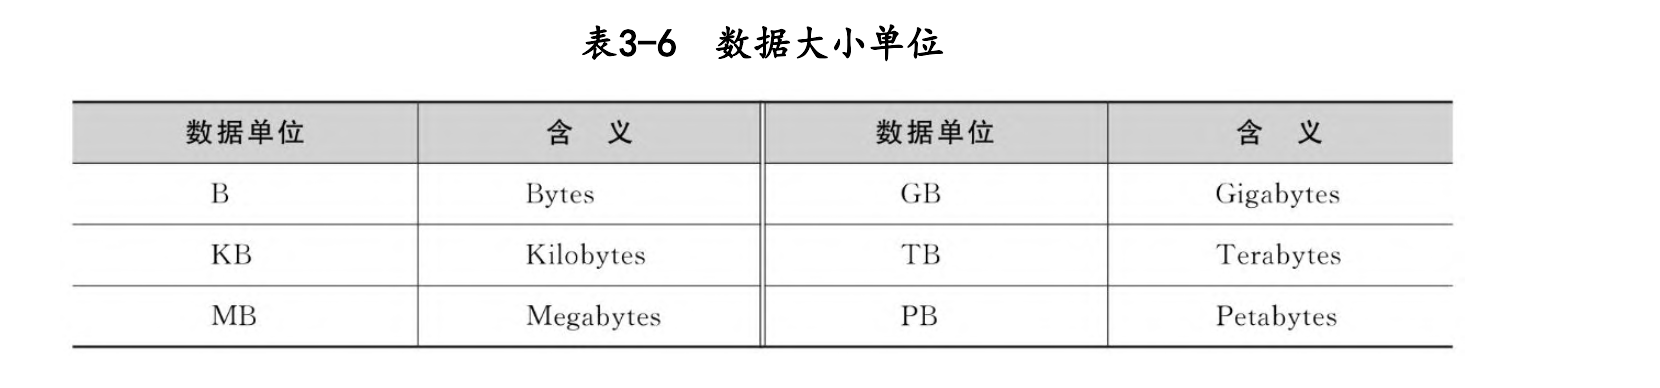 表3-6 数据大小单位
数据单位 含 义 数据单位 含 义
B Bytes GB Gigabytes
KB Kilobytes TB Terabytes
MB Megabytes PB Petabytes